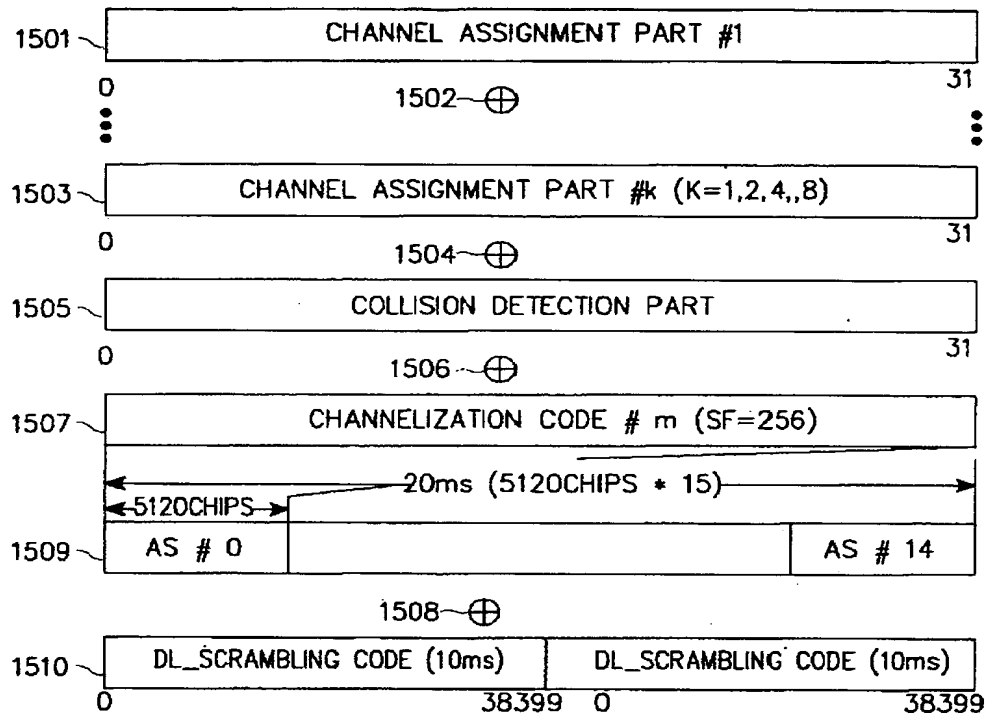 1501 CHANNEL ASSIGNMENT PART #1
0 31
1502
1503 CHANNEL ASSIGNMENT PART #k (K=1,2,4,,8)
0 31
1504
1505 COLLISION DETECTION PART
0 31
1506
1507 CHANNELIZATION CODE # m (SF=256)
20ms (5120CHIPS * 15)
5120CHIPS
1509 AS # 0 AS # 14
1508
1510 DL_SCRAMBLING CODE (10ms) DL_SCRAMBLING CODE (10ms)
0 38399 0 38399